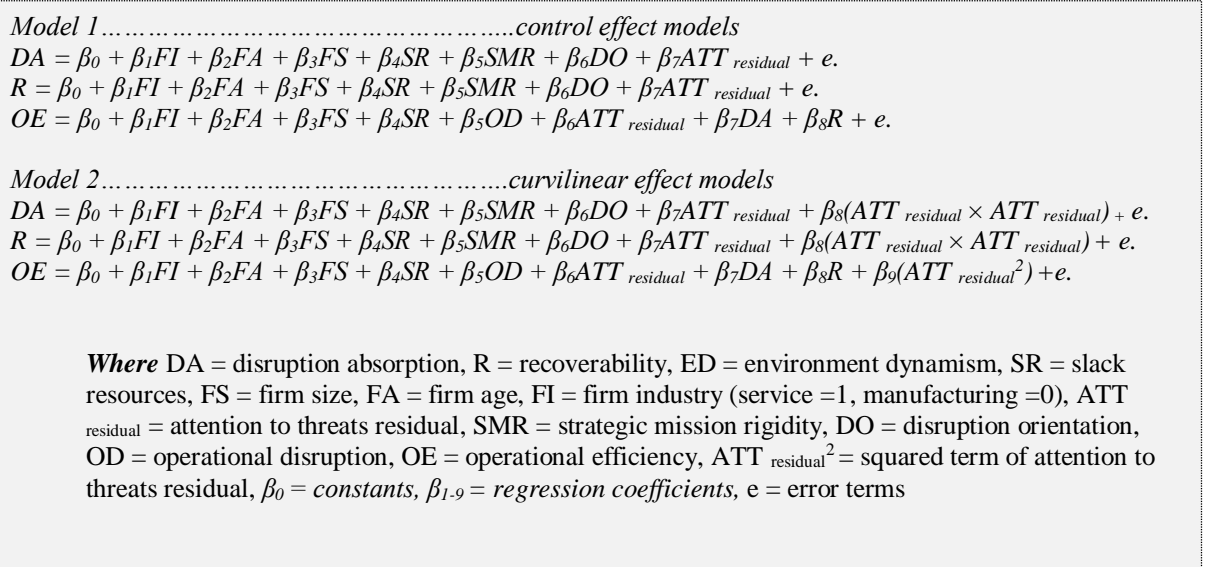 Model 1…………………………………………..control effect models
DA = β0 + β1FI + β2FA + β3FS + β4SR + β5SMR + β6DO + β7ATT residual + e.
R = β0 + β1FI + β2FA + β3FS + β4SR + β5SMR + β6DO + β7ATT residual + e.
OE = β0 + β1FI + β2FA + β3FS + β4SR + β5OD + β6ATT residual + β7DA + β8R + e.
Model 2…………………………………………….curvilinear effect models
DA = β0 + β1FI + β2FA + β3FS + β4SR + β5SMR + β6DO + β7ATT residual + β8(ATT residual × ATT residual) + e.
R = β0 + β1FI + β2FA + β3FS + β4SR + β5SMR + β6DO + β7ATT residual + β8(ATT residual × ATT residual) + e.
OE = β0 + β1FI + β2FA + β3FS + β4SR + β5OD + β6ATT residual + β7DA + β8R + β9(ATT residual²) +e.
Where DA = disruption absorption, R = recoverability, ED = environment dynamism, SR = slack
resources, FS = firm size, FA = firm age, FI = firm industry (service =1, manufacturing =0), ATT
residual = attention to threats residual, SMR = strategic mission rigidity, DO = disruption orientation,
OD = operational disruption, OE = operational efficiency, ATT residual² = squared term of attention to
threats residual, β0 = constants, β1-9 = regression coefficients, e = error terms